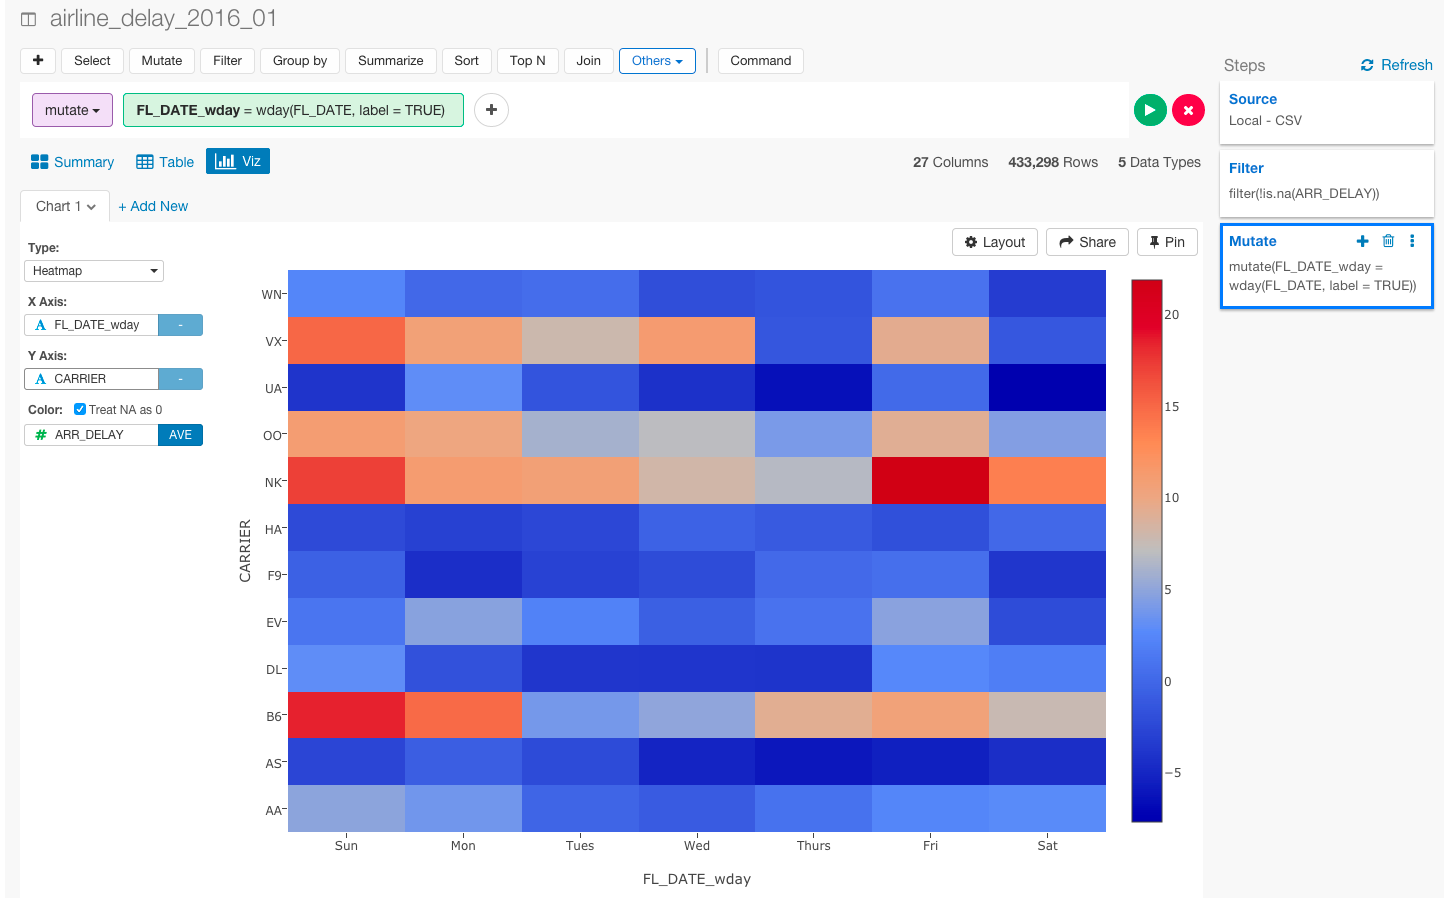 airline_delay_2016_01
Select Mutate Filter Group by Summarize Sort Top N Join Others Command
mutate FL_DATE_wday = wday(FL_DATE, label = TRUE)
Summary Table Viz 27 Columns 433,298 Rows 5 Data Types
Chart 1 + Add New
Layout Share Pin
Type:
Heatmap
X Axis:
A FL_DATE_wday -
Y Axis:
A CARRIER -
Color: Treat NA as 0
# ARR_DELAY AVE
CARRIER
WN
VX
UA
OO
NK
HA
F9
EV
DL
B6
AS
AA
Sun Mon Tues Wed Thurs Fri Sat
FL_DATE_wday
20
15
10
5
0
−5
Steps Refresh
Source
Local - CSV
Filter
filter(!is.na(ARR_DELAY))
Mutate
mutate(FL_DATE_wday =
wday(FL_DATE, label = TRUE))